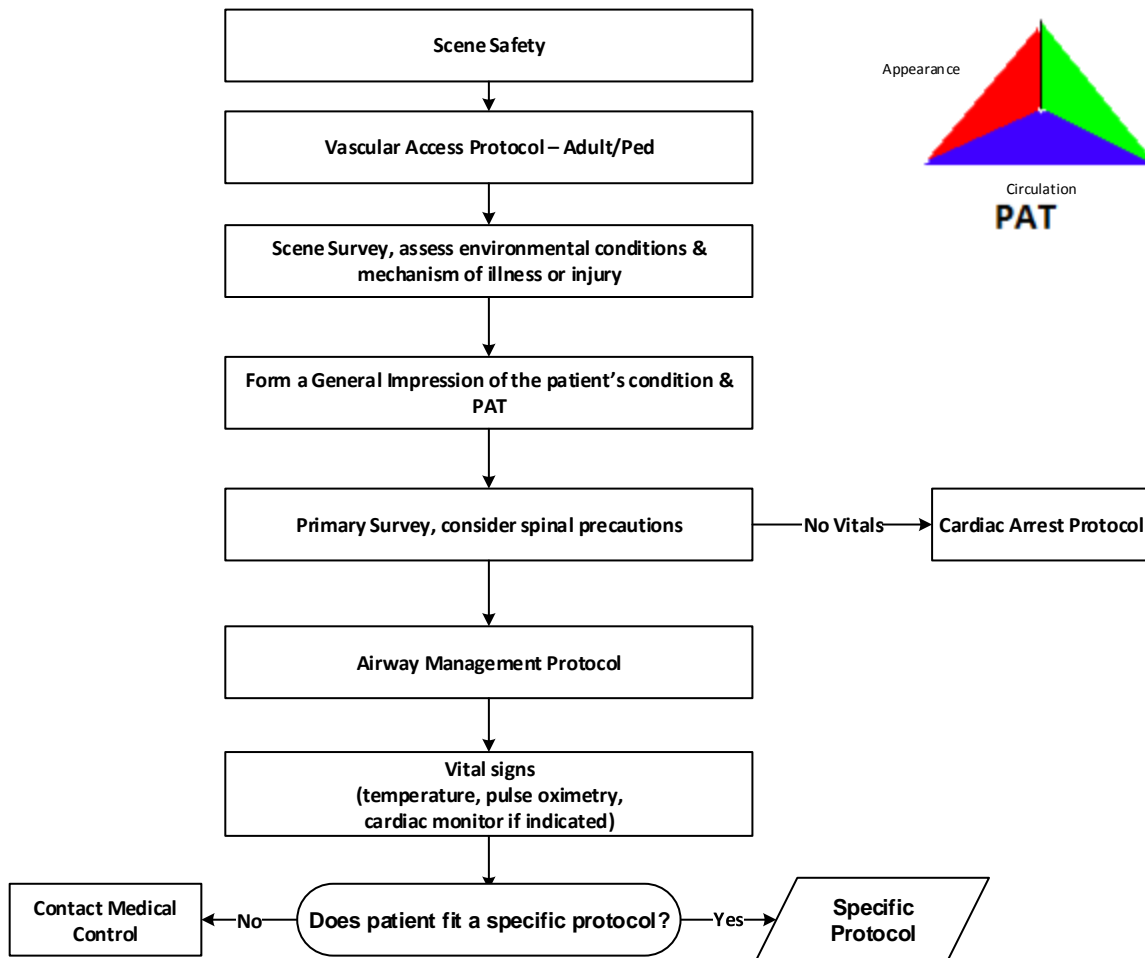 Scene Safety
Appearance
Vascular Access Protocol – Adult/Ped
Circulation
PAT
Scene Survey, assess environmental conditions &
mechanism of illness or injury
Form a General Impression of the patient’s condition &
PAT
Primary Survey, consider spinal precautions
No Vitals
Cardiac Arrest Protocol
Airway Management Protocol
Vital signs
(temperature, pulse oximetry,
cardiac monitor if indicated)
Contact Medical
Control
No
Does patient fit a specific protocol?
Yes
Specific
Protocol